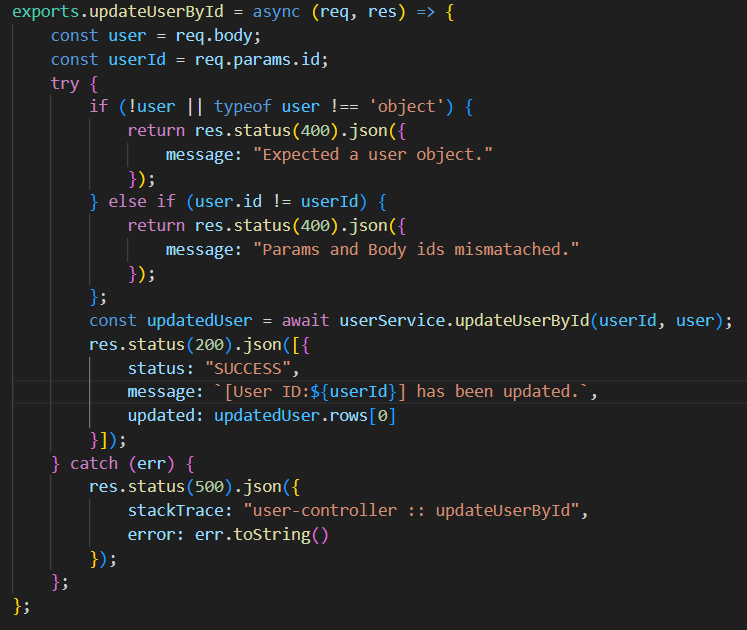 exports.updateUserById = async (req, res) => {
    const user = req.body;
    const userId = req.params.id;
    try {
        if (!user || typeof user !== 'object') {
            return res.status(400).json({
                message: "Expected a user object."
            });
        } else if (user.id != userId) {
            return res.status(400).json({
                message: "Params and Body ids mismatached."
            });
        };
        const updatedUser = await userService.updateUserById(userId, user);
        res.status(200).json([{
            status: "SUCCESS",
            message: `[User ID:${userId}] has been updated.`,
            updated: updatedUser.rows[0]
        }]);
    } catch (err) {
        res.status(500).json({
            stackTrace: "user-controller :: updateUserById",
            error: err.toString()
        });
    };
};